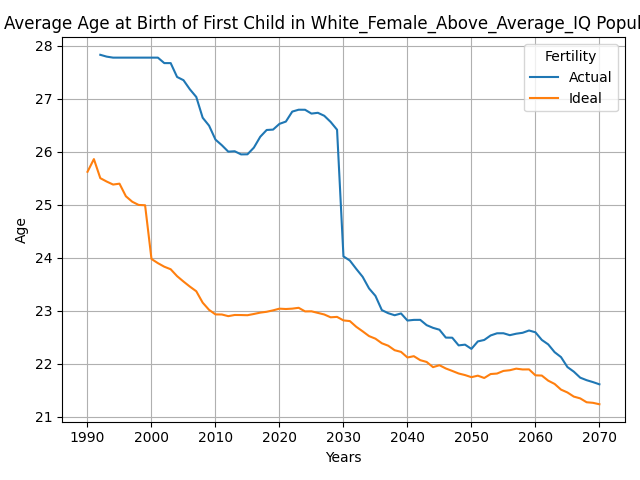 Average Age at Birth of First Child in White_Female_Above_Average_IQ Popul
Fertility
Actual
Ideal
28
27
26
25
24
23
22
21
Age
1990 2000 2010 2020 2030 2040 2050 2060 2070
Years